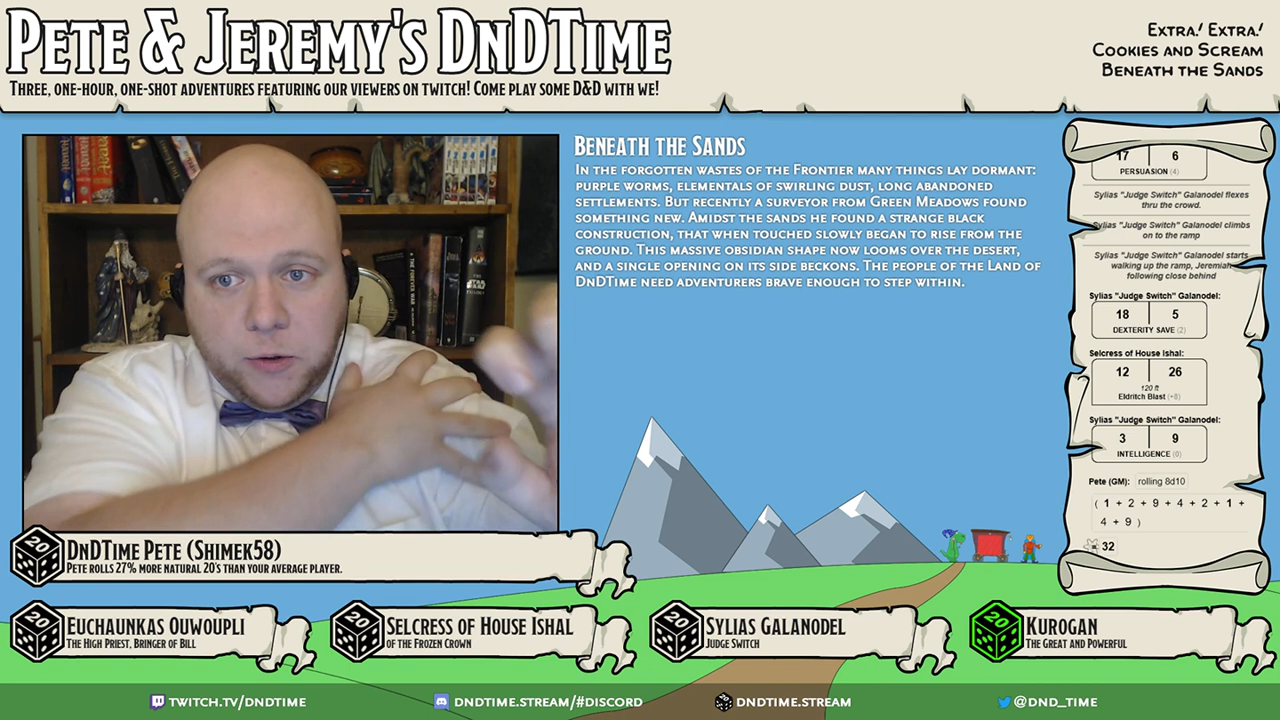 Pete & Jeremy's DnDTime
Three, one-hour, one-shot adventures featuring our viewers on Twitch! Come play some D&D with we!
Extra! Extra!
Cookies and Scream
Beneath the Sands
Beneath the Sands
In the forgotten wastes of the Frontier many things lay dormant:
purple worms, elementals of swirling dust, long abandoned
settlements. But recently a surveyor from Green Meadows found
something new. Amidst the sands he found a strange black
construction, that when touched slowly began to rise from the
ground. This massive obsidian shape now looms over the desert,
and a single opening on its side beckons. The people of the Land of
DnDTime need adventurers brave enough to step within.
17 6
PERSUASION (4)
Sylias "Judge Switch" Galanodel flexes
thru the crowd.
Sylias "Judge Switch" Galanodel climbs
on to the ramp
Sylias "Judge Switch" Galanodel starts
walking up the ramp, Jeremiah
following close behind
Sylias "Judge Switch" Galanodel:
18 5
DEXTERITY SAVE (2)
Selcress of House Ishal:
12 26
120 ft
Eldritch Blast (+8)
Sylias "Judge Switch" Galanodel:
3 9
INTELLIGENCE (0)
Pete (GM): rolling 8d10
( 1 + 2 + 9 + 4 + 2 + 1 +
4 + 9 )
32
THE FOREVER WAR
STAR WARS
20
DnDTime Pete (Shimek58)
Pete rolls 27% more natural 20's than your average player.
20
Euchaunkas Ouwoupli
The High Priest, Bringer of Bill
20
Selcress of House Ishal
of the Frozen Crown
20
Sylias Galanodel
Judge Switch
20
Kurogan
The Great and Powerful
TWITCH.TV/DNDTIME
DNDTIME.STREAM/#DISCORD
DNDTIME.STREAM
@DND_TIME